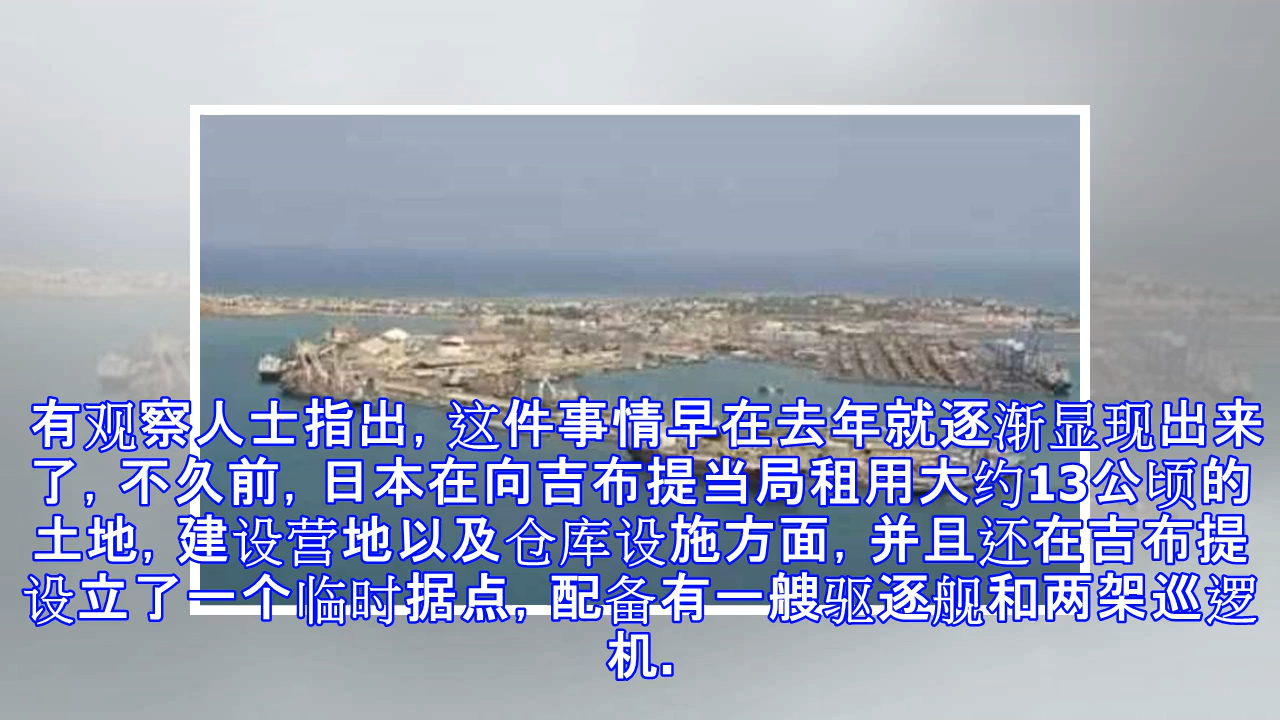 有观察人士指出, 这件事情早在去年就逐渐显现出来
了, 不久前, 日本在向吉布提当局租用大约13公顷的
土地, 建设营地以及仓库设施方面, 并且还在吉布提
设立了一个临时据点, 配备有一艘驱逐舰和两架巡逻
机.